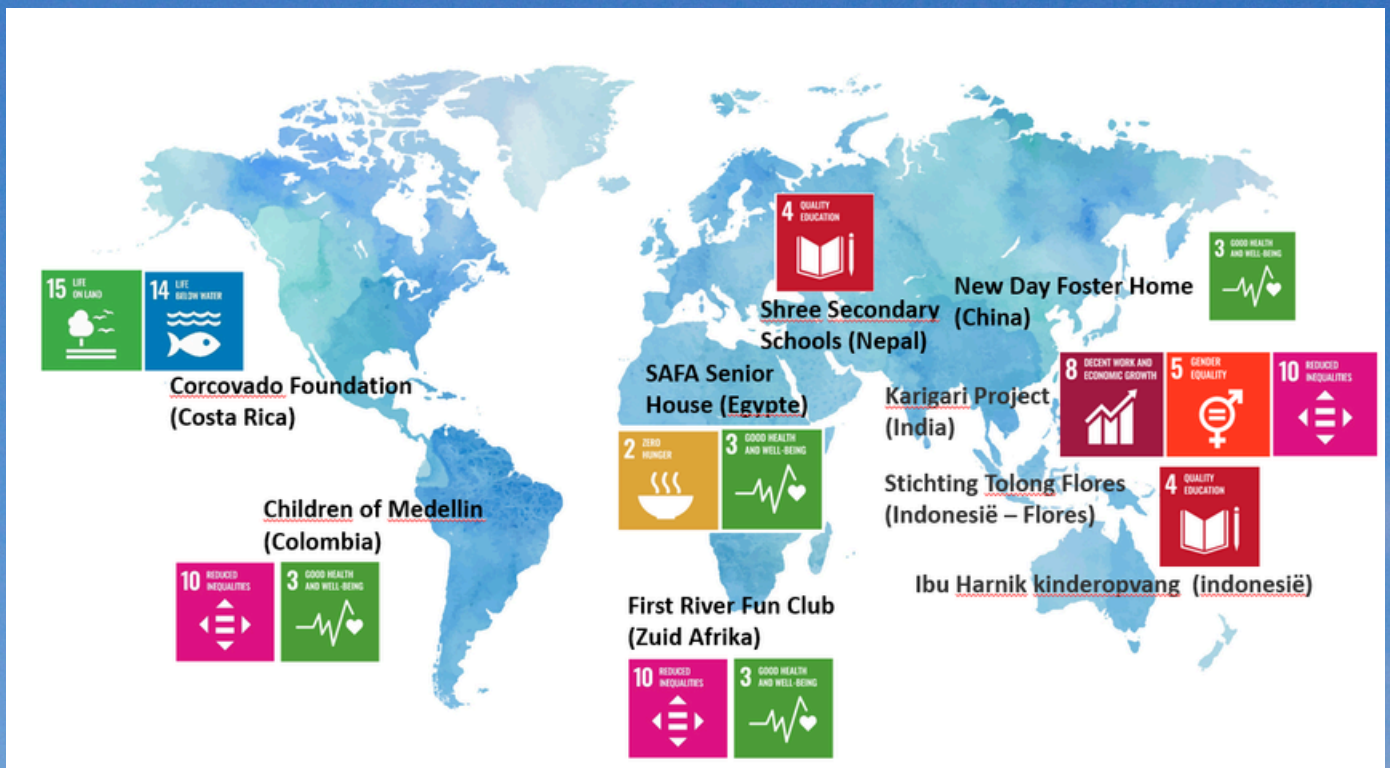 4 QUALITY
EDUCATION
Shree Secondary
Schools (Nepal)
New Day Foster Home
(China)
3 GOOD HEALTH
AND WELL-BEING
15 LIFE
ON LAND
14 LIFE
BELOW WATER
Corcovado Foundation
(Costa Rica)
SAFA Senior
House (Egypte)
2 ZERO
HUNGER
3 GOOD HEALTH
AND WELL-BEING
Karigari Project
(India)
8 DECENT WORK AND
ECONOMIC GROWTH
5 GENDER
EQUALITY
10 REDUCED
INEQUALITIES
Stichting Tolong Flores
(Indonesië – Flores)
4 QUALITY
EDUCATION
Ibu Harnik kinderopvang (indonesië)
Children of Medellin
(Colombia)
10 REDUCED
INEQUALITIES
3 GOOD HEALTH
AND WELL-BEING
First River Fun Club
(Zuid Afrika)
10 REDUCED
INEQUALITIES
3 GOOD HEALTH
AND WELL-BEING